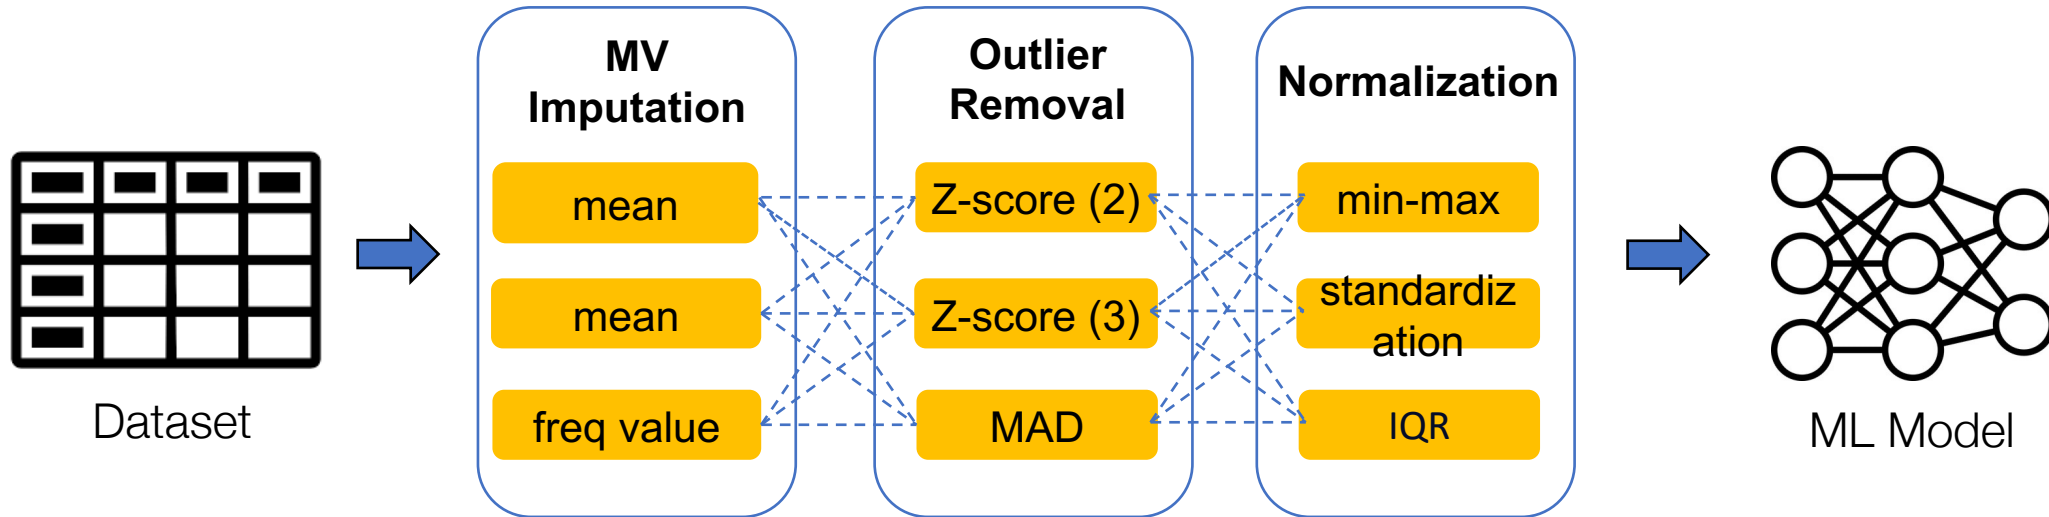 Dataset
MV
Imputation
mean
mean
freq value
Outlier
Removal
Z-score (2)
Z-score (3)
MAD
Normalization
min-max
standardiz
ation
IQR
ML Model